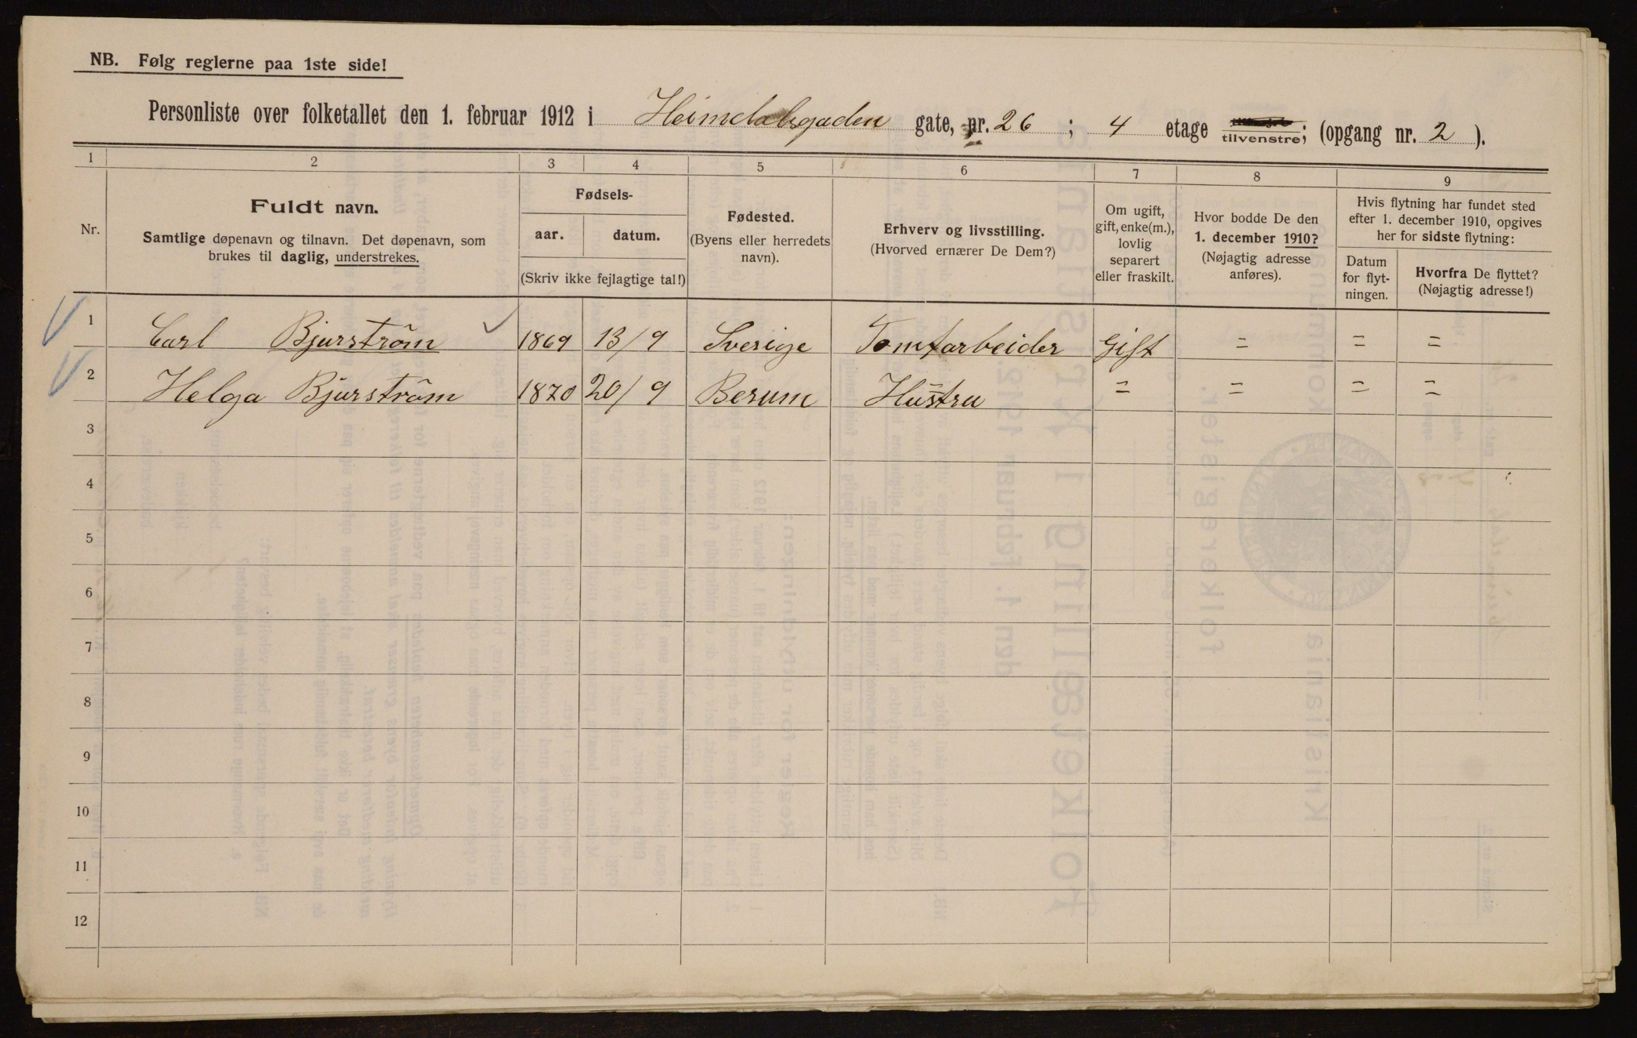 NB. Følg reglerne paa 1ste side!
Personliste over folketallet den 1. februar 1912 i Heimdalsgaden gate, nr. 26 ; 4 etage tilvenstre; (opgang nr. 2 ).
1 2 3 4 5 6 7 8 9
Nr.
Fuldt navn.
Samtlige døpenavn og tilnavn. Det døpenavn, som
brukes til daglig, understrekes.
Fødsels-
aar. datum.
(Skriv ikke fejlagtige tal!)
Fødested.
(Byens eller herredets
navn).
Erhverv og livsstilling.
(Hvorved ernærer De Dem?)
Om ugift,
gift, enke(m.),
lovlig
separert
eller fraskilt.
Hvor bodde De den
1. december 1910?
(Nøjagtig adresse
anføres).
Hvis flytning har fundet sted
efter 1. december 1910, opgives
her for sidste flytning:
Datum
for flyt-
ningen.
Hvorfra De flyttet?
(Nøjagtig adresse!)
1 Carl Bjurström 1869 13/9 Sverige Tomtarbeider Gift = = =
2 Helga Bjurström 1870 20/9 Berum Hustru = = = =
3
4
5
6
7
8
9
10
11
12